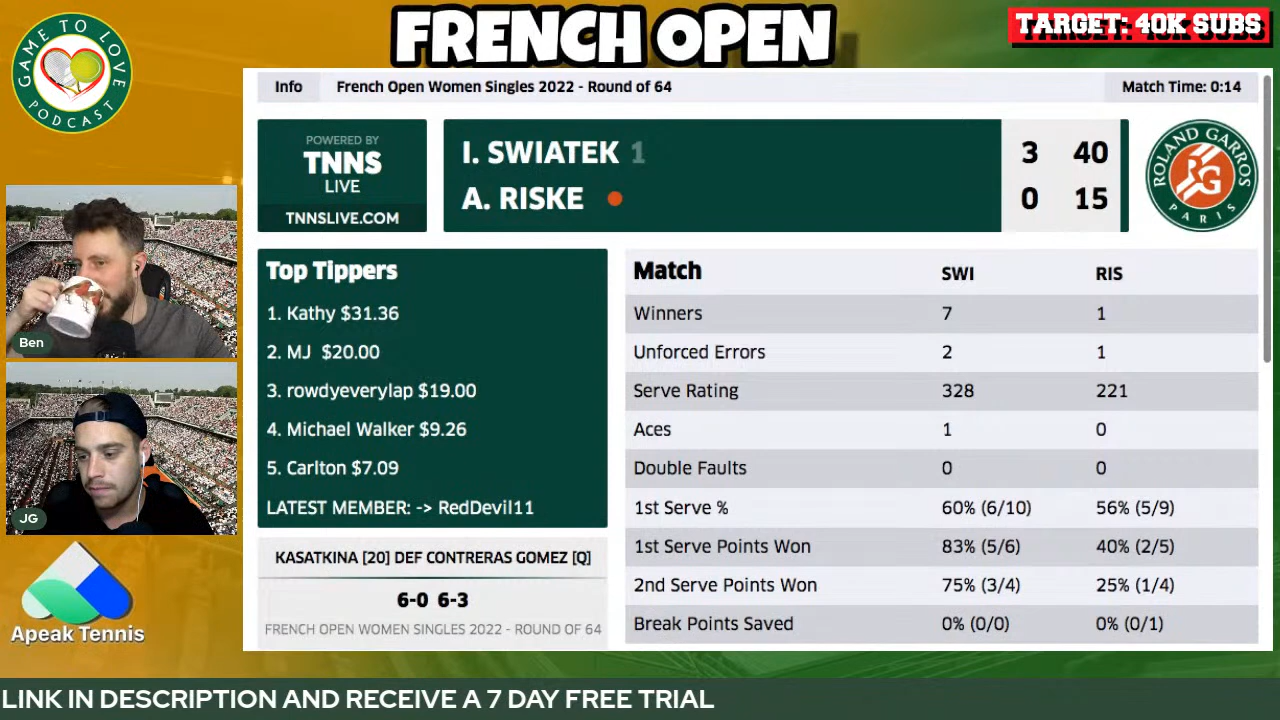 GAME TO LOVE
PODCAST
FRENCH OPEN
TARGET: 40K SUBS
Info
French Open Women Singles 2022 - Round of 64
Match Time: 0:14
POWERED BY
TNNS
LIVE
TNNSLIVE.COM
I. SWIATEK 1
3 40
A. RISKE
0 15
ROLAND GARROS
RG
PARIS
Top Tippers
1. Kathy $31.36
2. MJ $20.00
3. rowdyeverylap $19.00
4. Michael Walker $9.26
5. Carlton $7.09
LATEST MEMBER: -> RedDevil11
KASATKINA [20] DEF CONTRERAS GOMEZ [Q]
6-0 6-3
FRENCH OPEN WOMEN SINGLES 2022 - ROUND OF 64
Match SWI RIS
Winners 7 1
Unforced Errors 2 1
Serve Rating 328 221
Aces 1 0
Double Faults 0 0
1st Serve % 60% (6/10) 56% (5/9)
1st Serve Points Won 83% (5/6) 40% (2/5)
2nd Serve Points Won 75% (3/4) 25% (1/4)
Break Points Saved 0% (0/0) 0% (0/1)
Ben
JG
Apeak Tennis
LINK IN DESCRIPTION AND RECEIVE A 7 DAY FREE TRIAL